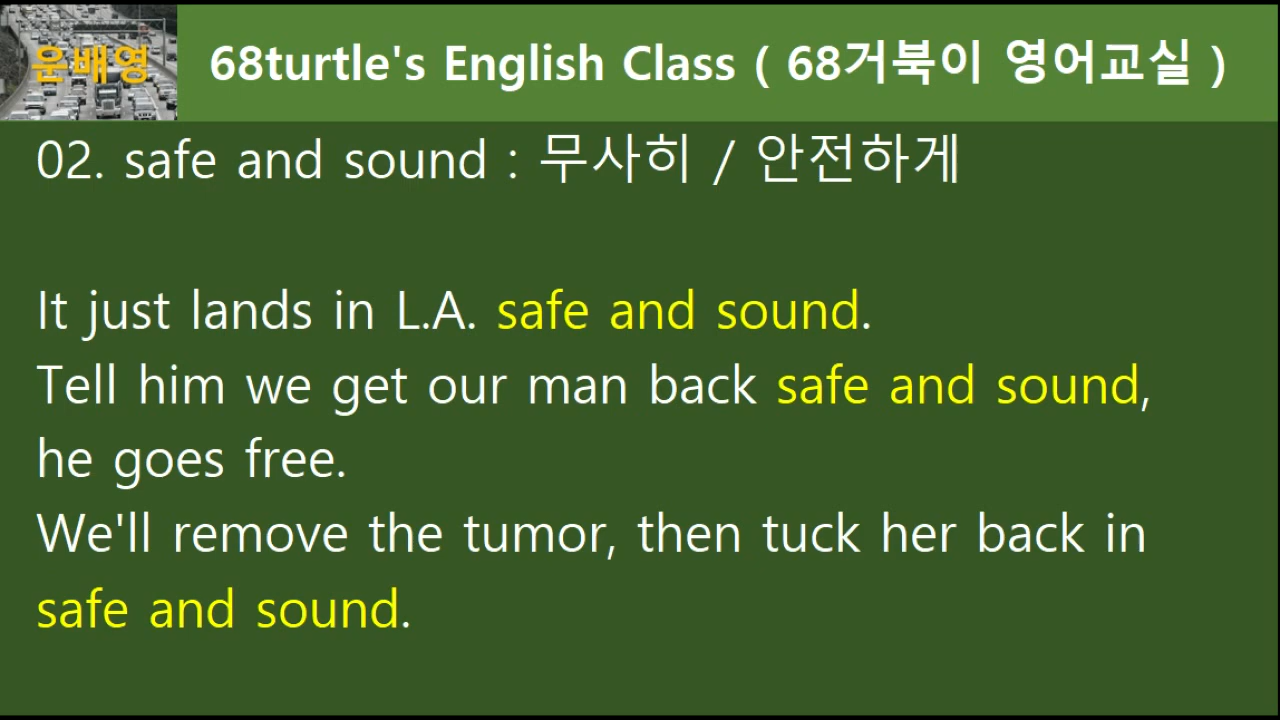 윤배영
68turtle's English Class ( 68거북이 영어교실 )
02. safe and sound : 무사히 / 안전하게
It just lands in L.A. safe and sound.
Tell him we get our man back safe and sound,
he goes free.
We'll remove the tumor, then tuck her back in
safe and sound.